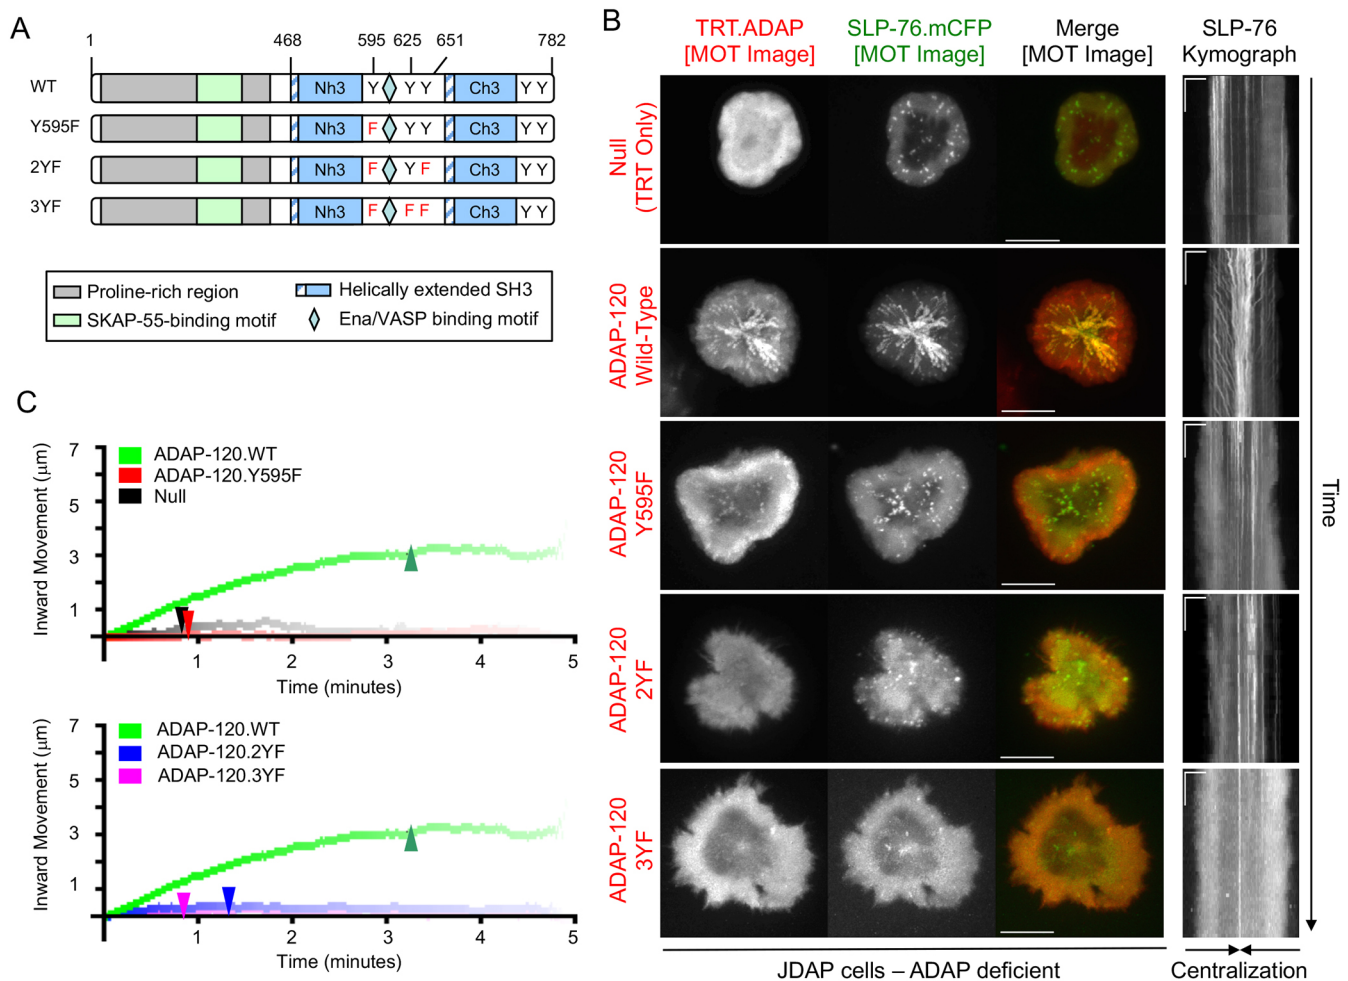 A
1 468 595 625 651 782
WT Nh3 Y Y Y Ch3 Y Y
Y595F Nh3 F Y Y Ch3 Y Y
2YF Nh3 F Y F Ch3 Y Y
3YF Nh3 F F F Ch3 Y Y
Proline-rich region
Helically extended SH3
SKAP-55-binding motif
Ena/VASP binding motif
B
TRT.ADAP
[MOT Image]
SLP-76.mCFP
[MOT Image]
Merge
[MOT Image]
SLP-76
Kymograph
Null
(TRT Only)
ADAP-120
Wild-Type
ADAP-120
Y595F
ADAP-120
2YF
ADAP-120
3YF
Time
JDAP cells – ADAP deficient
Centralization
C
Inward Movement (μm)
7
5
3
1
ADAP-120.WT
ADAP-120.Y595F
Null
1 2 3 4 5
Time (minutes)
Inward Movement (μm)
7
5
3
1
ADAP-120.WT
ADAP-120.2YF
ADAP-120.3YF
1 2 3 4 5
Time (minutes)